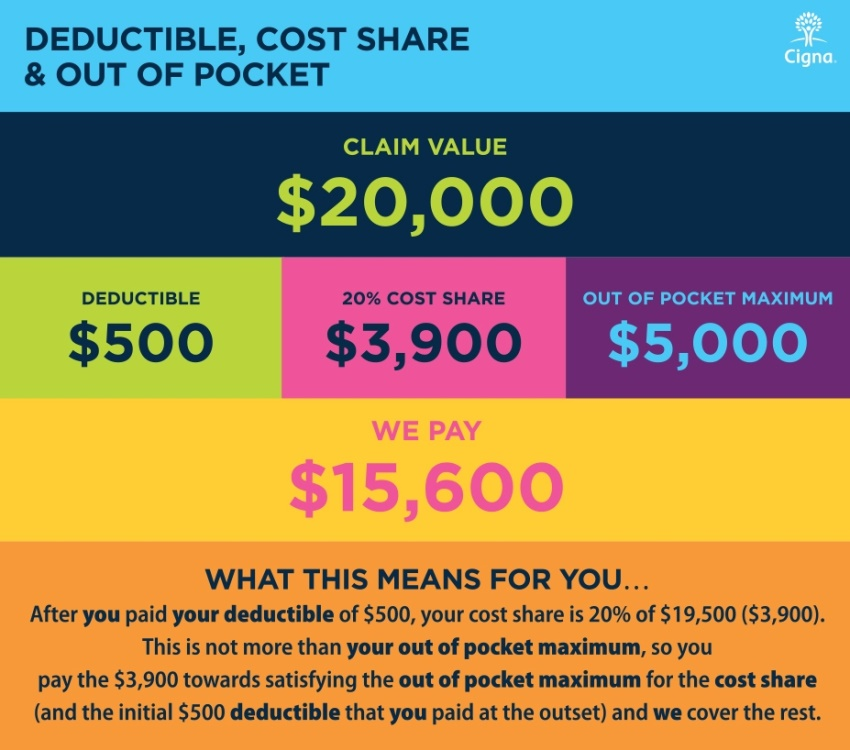 DEDUCTIBLE, COST SHARE
& OUT OF POCKET
Cigna
CLAIM VALUE
$20,000
DEDUCTIBLE
$500
20% COST SHARE
$3,900
OUT OF POCKET MAXIMUM
$5,000
WE PAY
$15,600
WHAT THIS MEANS FOR YOU...
After you paid your deductible of $500, your cost share is 20% of $19,500 ($3,900).
This is not more than your out of pocket maximum, so you
pay the $3,900 towards satisfying the out of pocket maximum for the cost share
(and the initial $500 deductible that you paid at the outset) and we cover the rest.